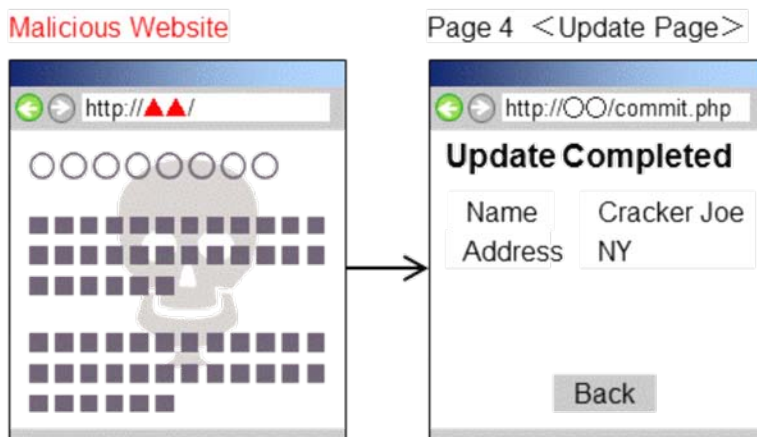 Malicious Website
http://▲▲/
○○○○○○○○
■■■■■■■■■■■■
■■■■■■■■■■■■
■■■■■■
■■■■■■■■■■■■
■■■■■■■■■■■■
■■■■■■
Page 4 <Update Page>
http://○○/commit.php
Update Completed
Name Cracker Joe
Address NY
Back